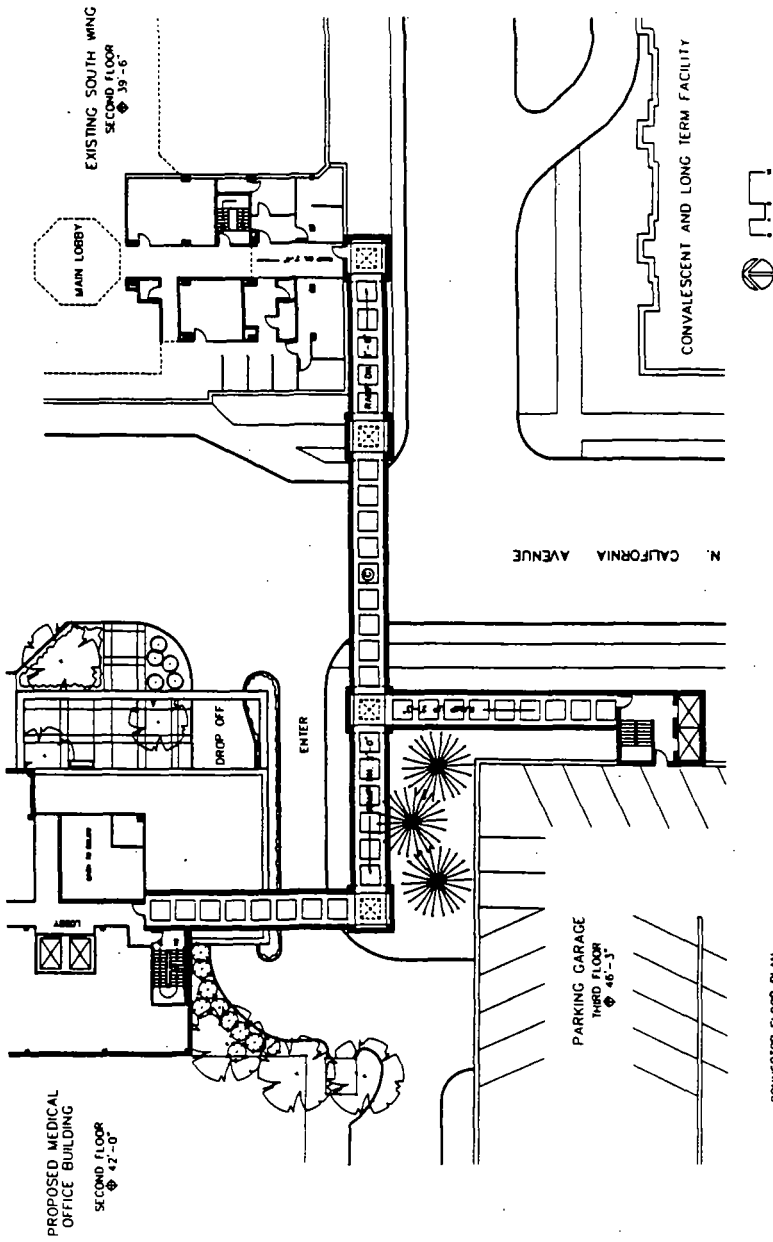 EXISTING SOUTH WING
SECOND FLOOR
39'-6"
MAIN LOBBY
CONVALESCENT AND LONG TERM FACILITY
N. CALIFORNIA AVENUE
DROP OFF
ENTER
LOBBY
PARKING GARAGE
THIRD FLOOR
46'-3"
PROPOSED MEDICAL
OFFICE BUILDING
SECOND FLOOR
42'-0"